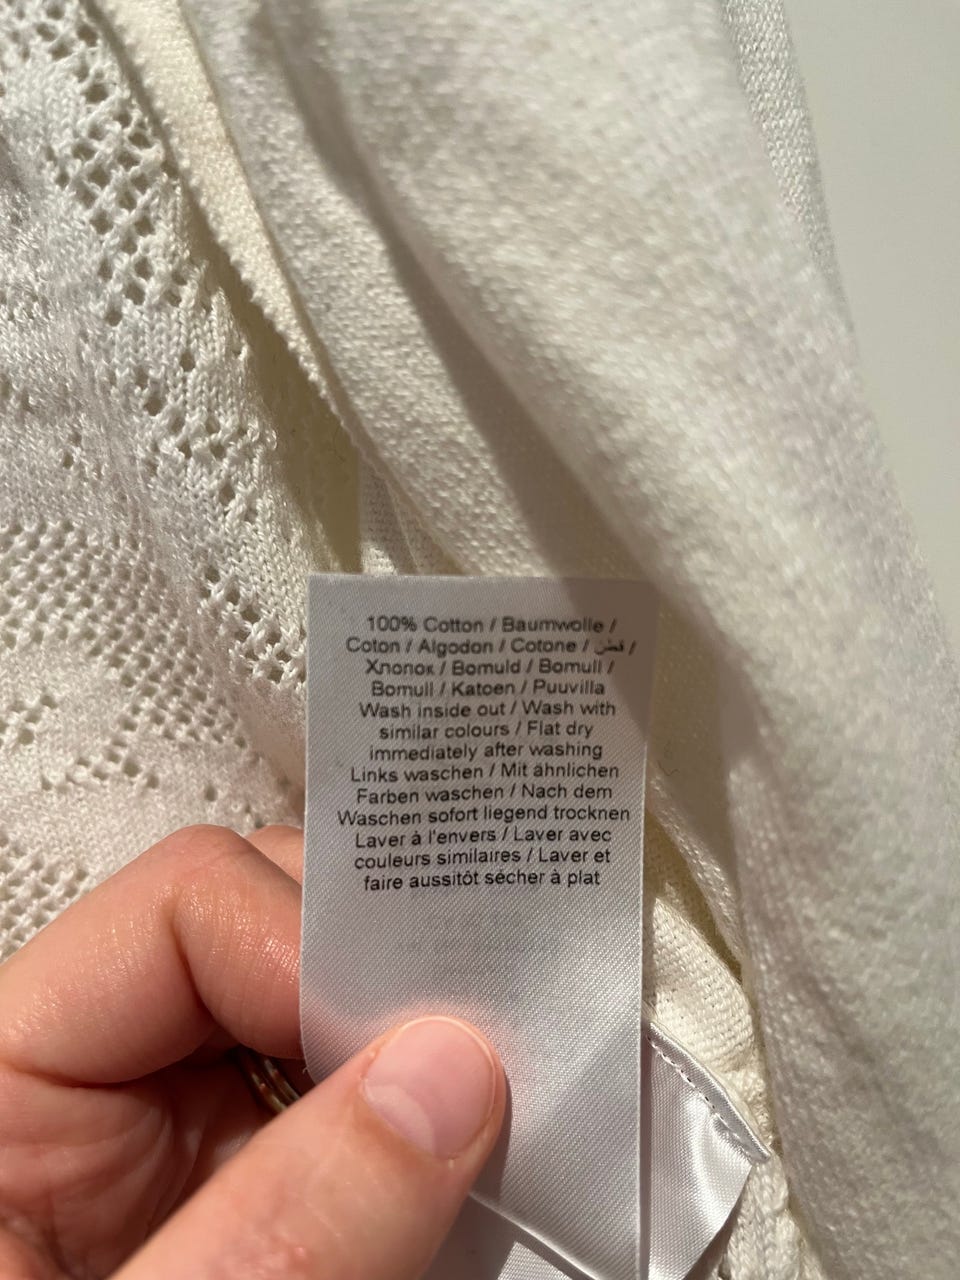 100% Cotton / Baumwolle /
Coton / Algodon / Cotone / قطن /
Хлопок / Bomuld / Bomull /
Bomull / Katoen / Puuvilla
Wash inside out / Wash with
similar colours / Flat dry
immediately after washing
Links waschen / Mit ähnlichen
Farben waschen / Nach dem
Waschen sofort liegend trocknen
Laver à l'envers / Laver avec
couleurs similaires / Laver et
faire aussitôt sécher à plat